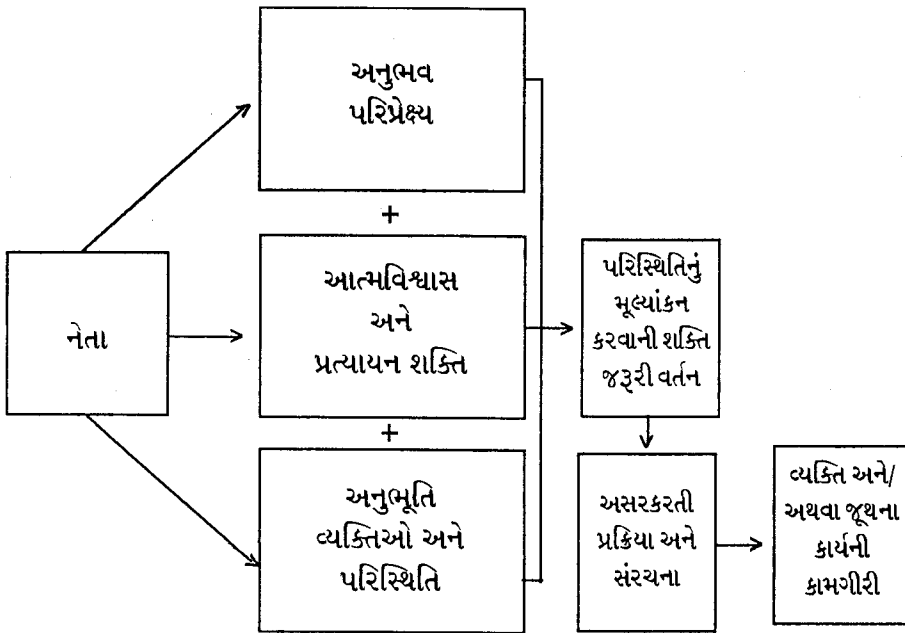 નેતા
અનુભવ
પરિપ્રેક્ષ્ય
+
આત્મવિશ્વાસ
અને
પ્રત્યાયન શક્તિ
+
અનુભૂતિ
વ્યક્તિઓ અને
પરિસ્થિતિ
પરિસ્થિતિનું
મૂલ્યાંકન
કરવાની શક્તિ
જરૂરી વર્તન
અસરકરતી
પ્રક્રિયા અને
સંરચના
વ્યક્તિ અને/
અથવા જૂથના
કાર્યની
કામગીરી